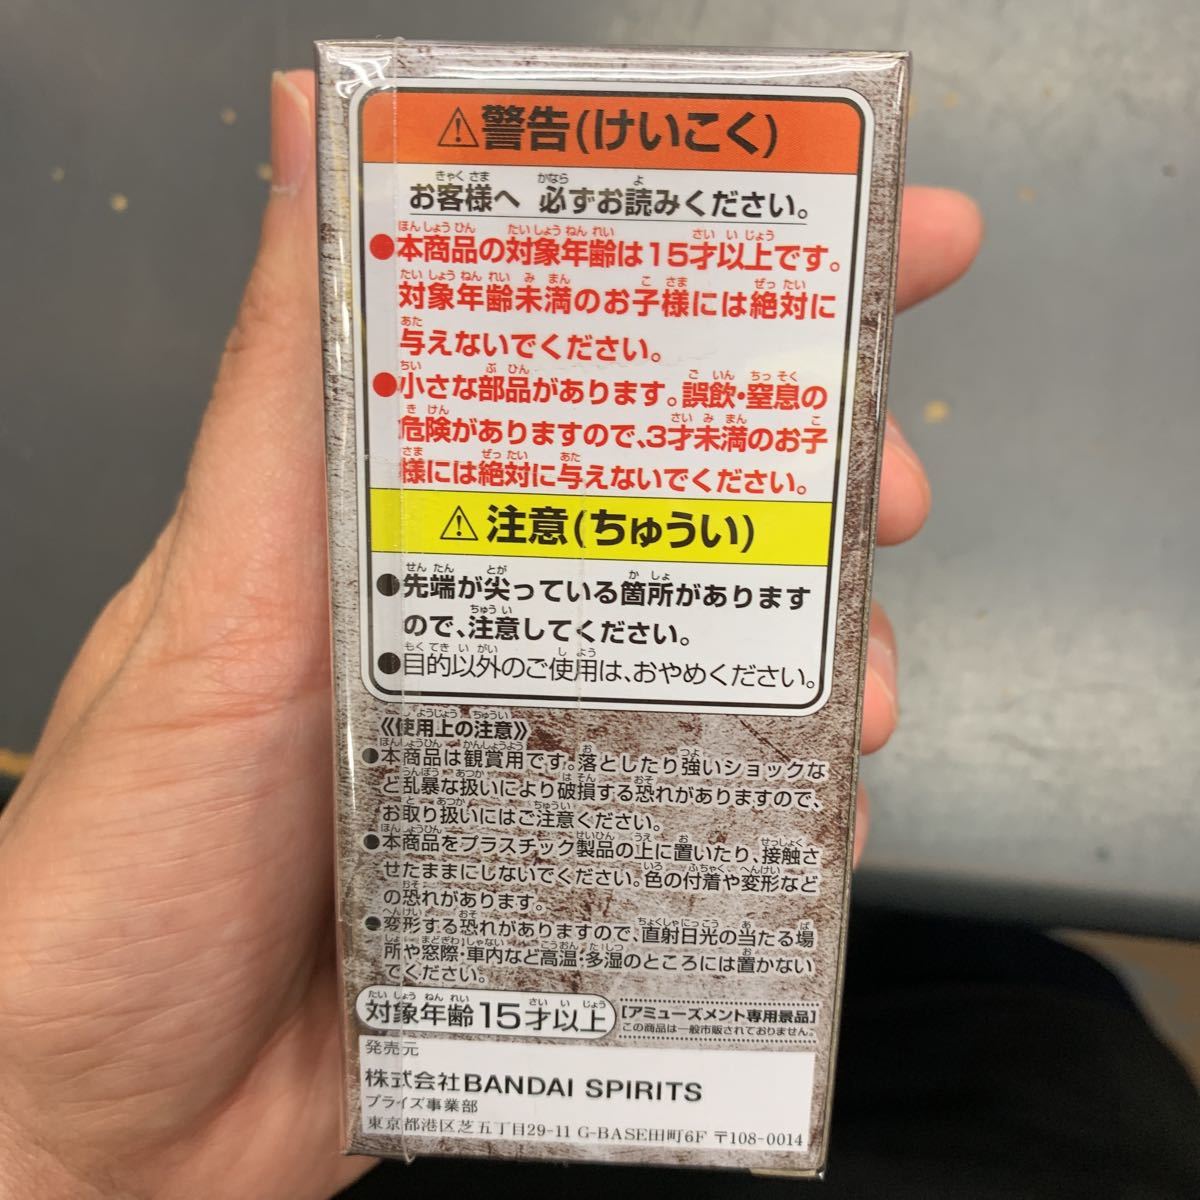 ⚠警告(けいこく)
お客様へ 必ずお読みください。
●本商品の対象年齢は15才以上です。
対象年齢未満のお子様には絶対に
与えないでください。
●小さな部品があります。誤飲・窒息の
危険がありますので、3才未満のお子
様には絶対に与えないでください。
⚠注意(ちゅうい)
●先端が尖っている箇所があります
ので、注意してください。
●目的以外のご使用は、おやめください。
《使用上の注意》
●本商品は観賞用です。落としたり強いショックな
ど乱暴な扱いにより破損する恐れがありますので、
お取り扱いにはご注意ください。
●本商品をプラスチック製品の上に置いたり、接触さ
せたままにしないでください。色の付着や変形など
の恐れがあります。
●変形する恐れがありますので、直射日光の当たる場
所や窓際・車内など高温・多湿のところには置かない
でください。
対象年齢15才以上
[アミューズメント専用景品]
この商品は一般市販されておりません。
発売元
株式会社BANDAI SPIRITS
プライズ事業部
東京都港区芝五丁目29-11 G-BASE田町6F 〒108-0014